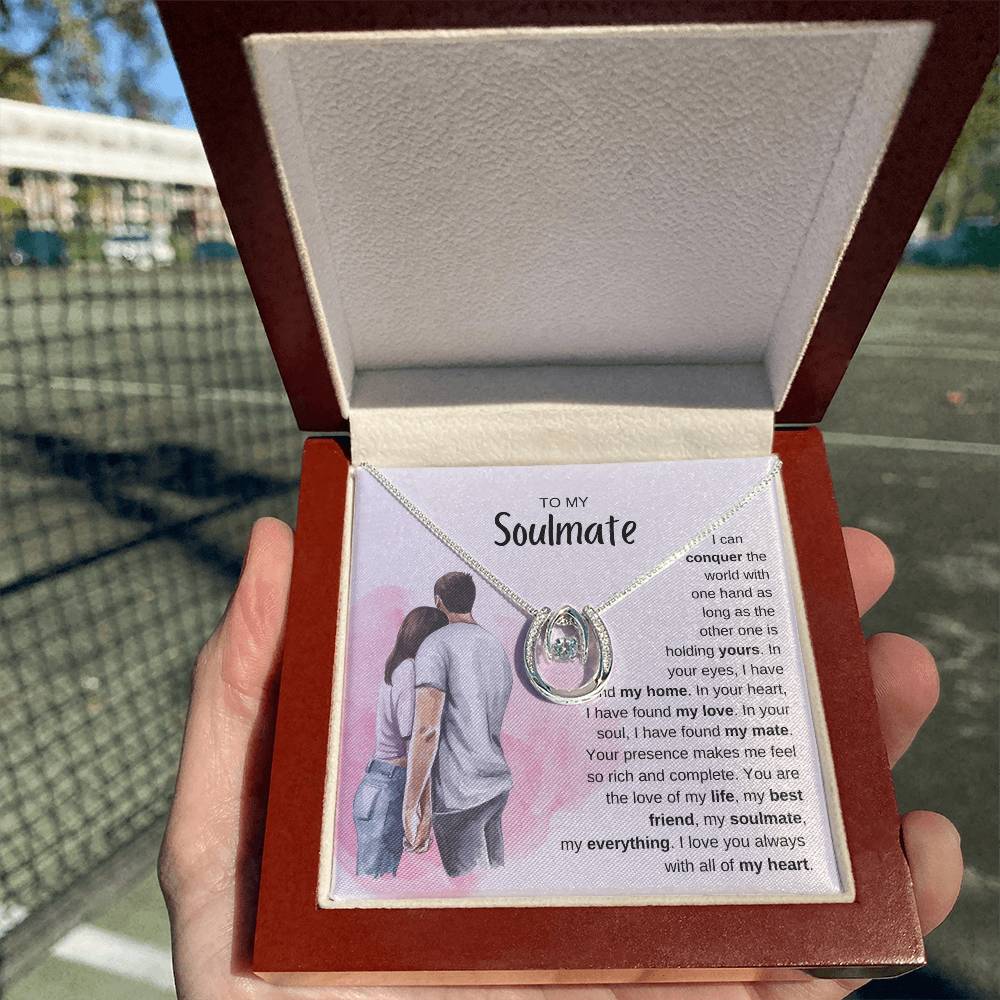 TO MY
Soulmate
I can
conquer the
world with
one hand as
long as the
other one is
holding yours. In
your eyes, I have
my home. In your heart,
I have found my love. In your
soul, I have found my mate.
Your presence makes me feel
so rich and complete. You are
the love of my life, my best
friend, my soulmate,
my everything. I love you always
with all of my heart.